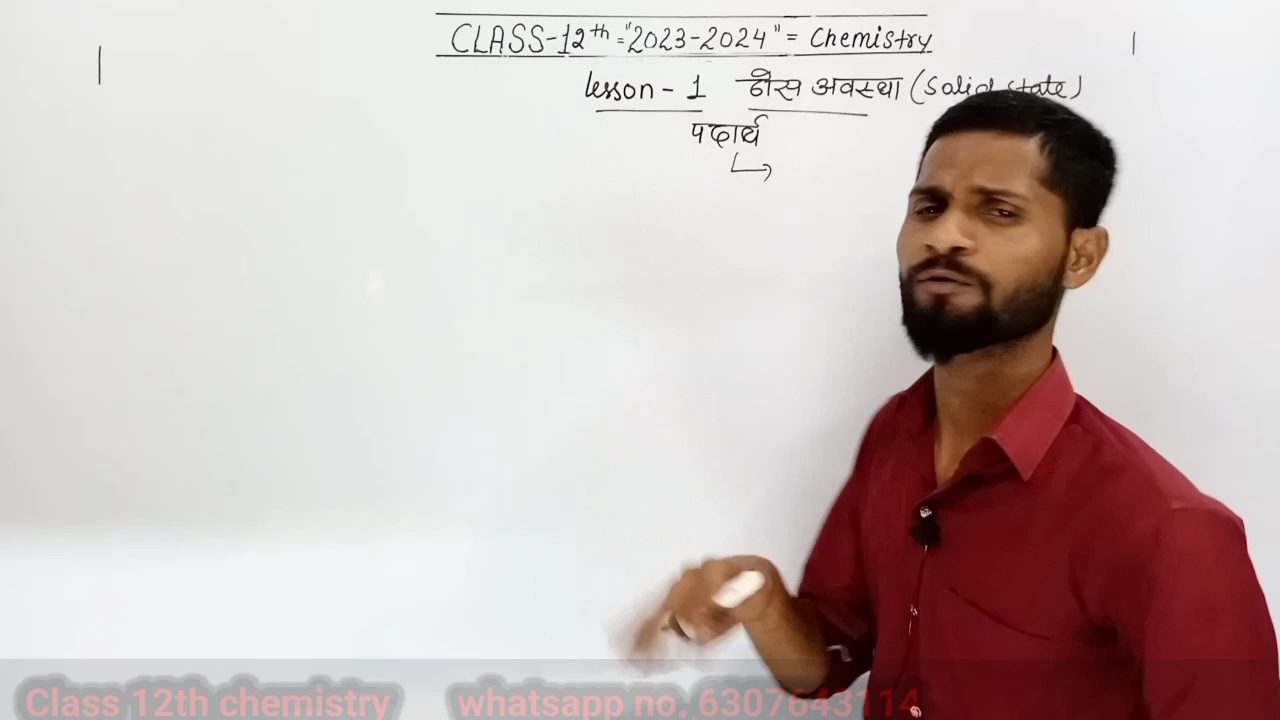 CLASS-12th = "2023-2024" = Chemistry
lesson - 1 ठोस अवस्था (Solid state)
पदार्थ
Class 12th chemistry whatsapp no. 6307643114